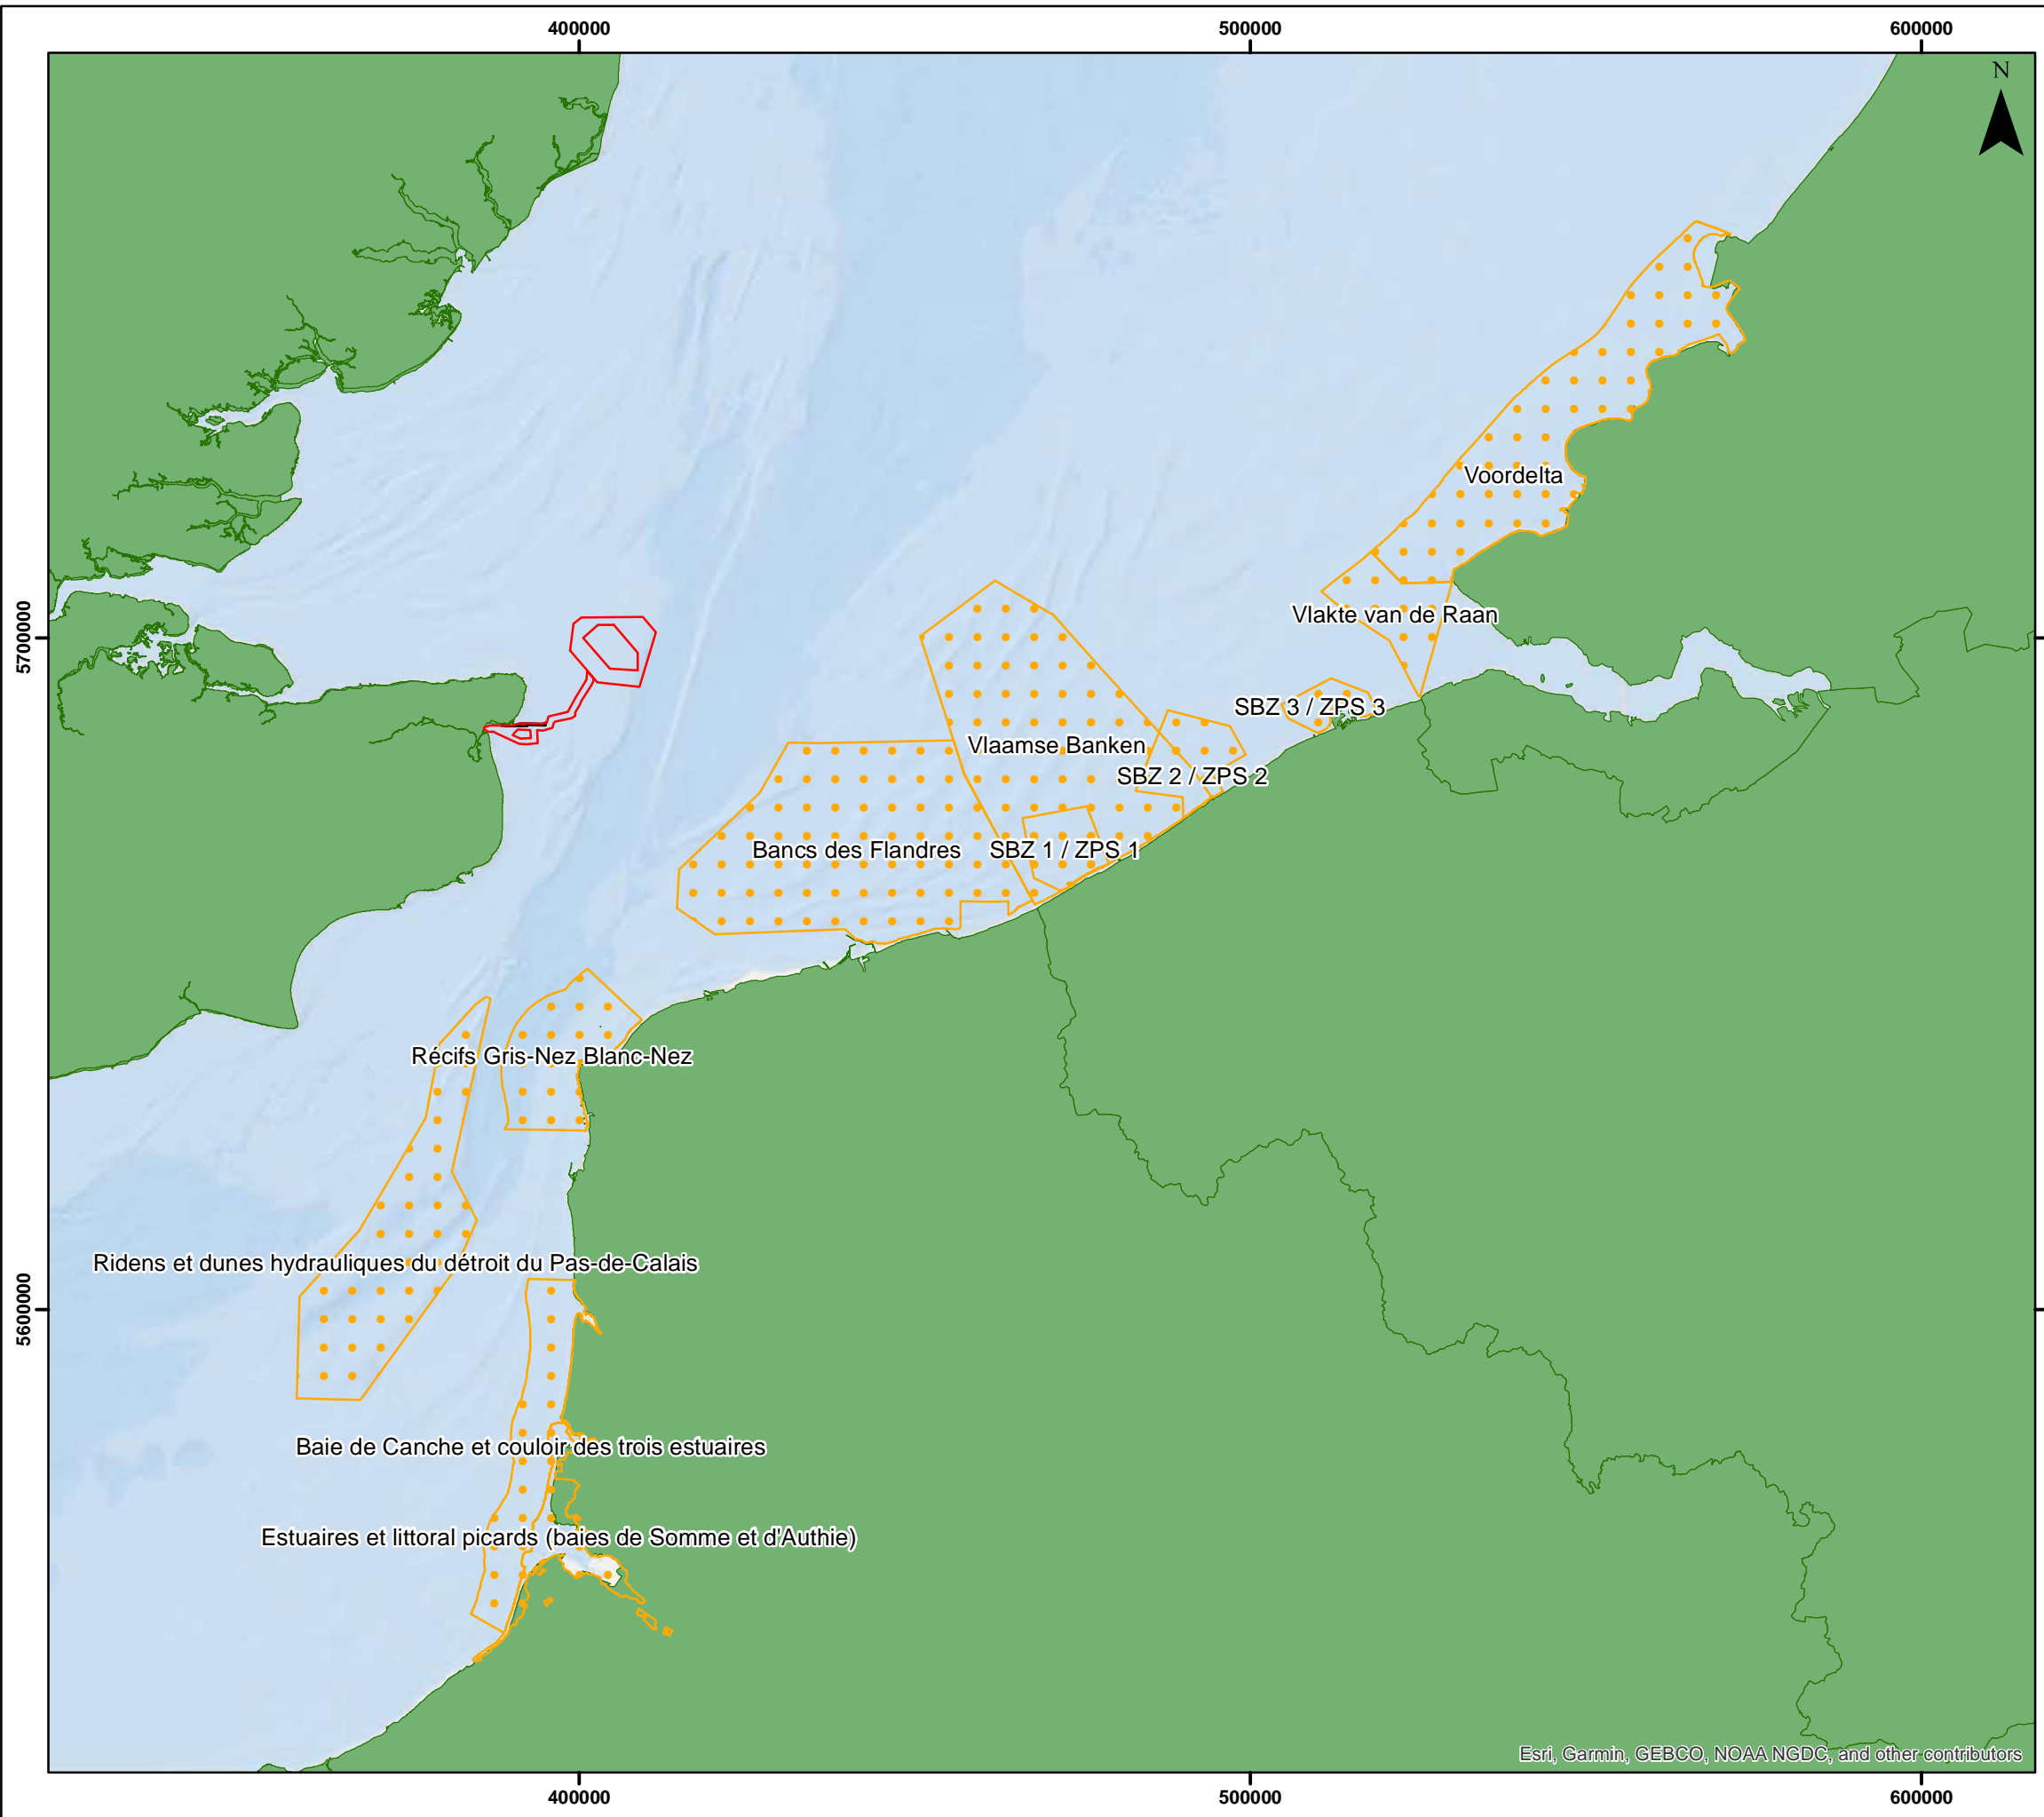 400000 500000 600000
N
Voordelta
5700000
Vlakte van de Raan
SBZ 3 / ZPS 3
Vlaamse Banken
SBZ 2 / ZPS 2
Bancs des Flandres
SBZ 1 / ZPS 1
Récifs Gris-Nez Blanc-Nez
Ridens et dunes hydrauliques du détroit du Pas-de-Calais
5600000
Baie de Canche et couloir des trois estuaires
Estuaires et littoral picards (baies de Somme et d'Authie)
Esri, Garmin, GEBCO, NOAA NGDC, and other contributors
400000 500000 600000